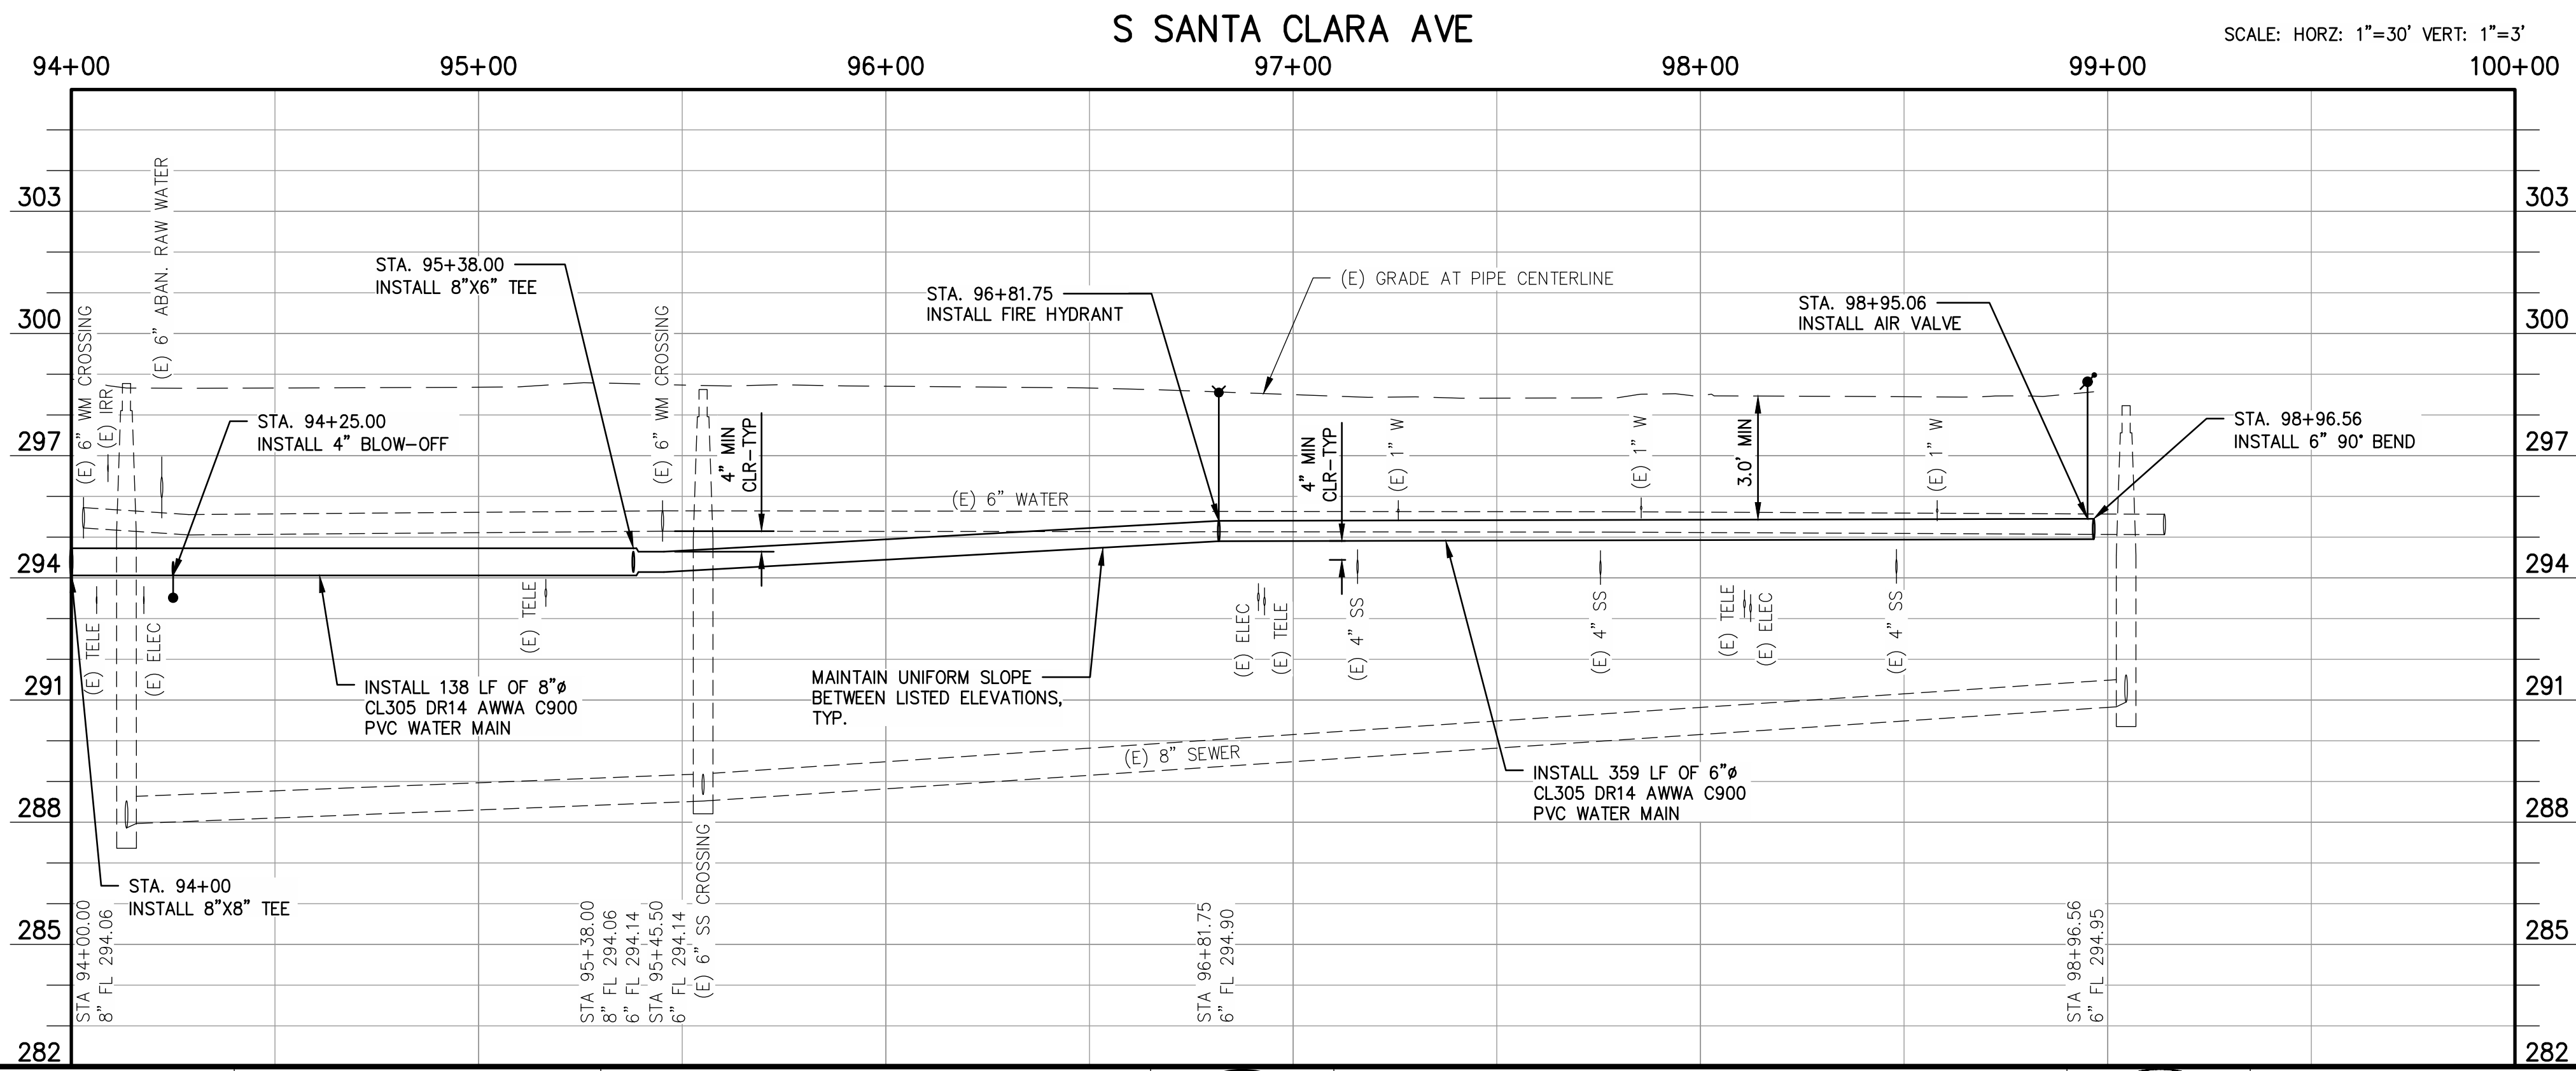 S SANTA CLARA AVE
SCALE: HORZ: 1"=30' VERT: 1"=3'
94+00
95+00
96+00
97+00
98+00
99+00
100+00
303
303
300
300
297
297
294
294
291
291
288
288
285
285
282
282
(E) 6" WM CROSSING
(E) IRR
(E) 6" ABAN. RAW WATER
STA. 94+25.00
INSTALL 4" BLOW-OFF
STA. 95+38.00
INSTALL 8"X6" TEE
(E) 6" WM CROSSING
4" MIN
CLR-TYP
STA. 96+81.75
INSTALL FIRE HYDRANT
(E) GRADE AT PIPE CENTERLINE
(E) 6" WATER
4" MIN
CLR-TYP
(E) 1" W
(E) 1" W
3.0' MIN
(E) 1" W
STA. 98+95.06
INSTALL AIR VALVE
STA. 98+96.56
INSTALL 6" 90° BEND
(E) TELE
(E) ELEC
(E) TELE
(E) ELEC
(E) TELE
(E) 4" SS
(E) 4" SS
(E) TELE
(E) ELEC
(E) 4" SS
INSTALL 138 LF OF 8"ø
CL305 DR14 AWWA C900
PVC WATER MAIN
MAINTAIN UNIFORM SLOPE
BETWEEN LISTED ELEVATIONS,
TYP.
(E) 8" SEWER
INSTALL 359 LF OF 6"ø
CL305 DR14 AWWA C900
PVC WATER MAIN
STA. 94+00
INSTALL 8"X8" TEE
STA 94+00.00
8" FL 294.06
STA 95+38.00
8" FL 294.06
6" FL 294.14
STA 95+45.50
6" FL 294.14
(E) 6" SS CROSSING
STA 96+81.75
6" FL 294.90
STA 98+96.56
6" FL 294.95